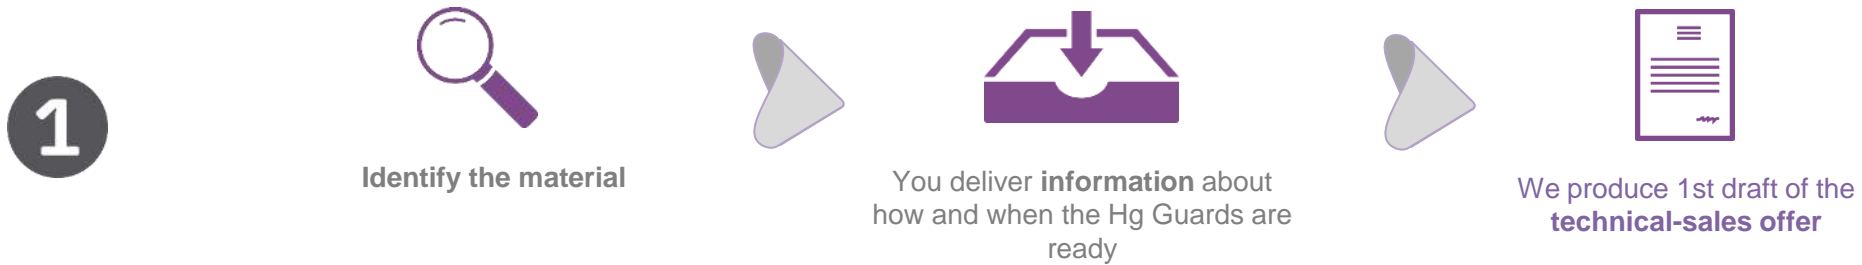 1
Identify the material
You deliver information about
how and when the Hg Guards are
ready
We produce 1st draft of the
technical-sales offer